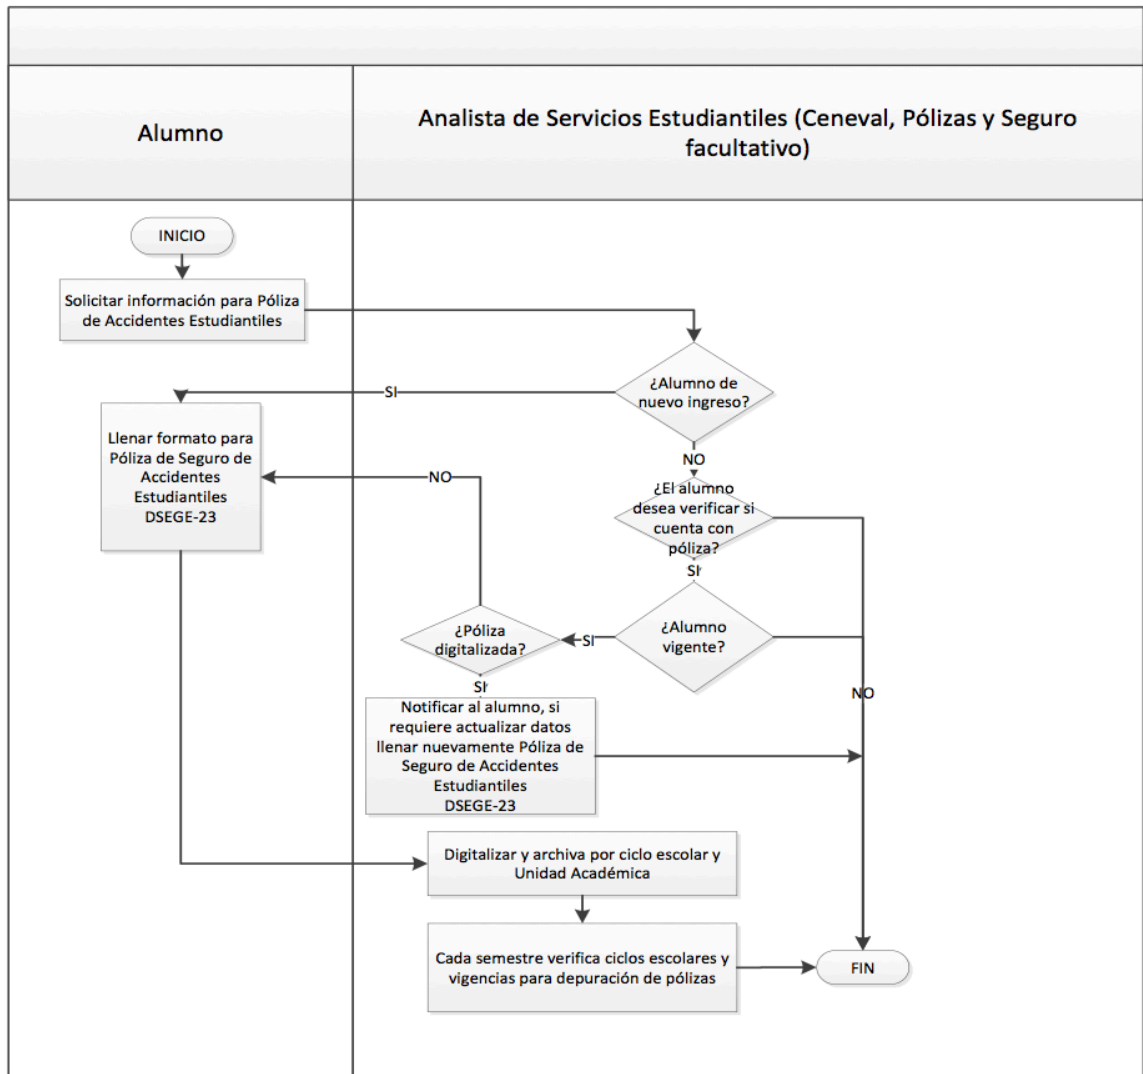 Alumno
Analista de Servicios Estudiantiles (Ceneval, Pólizas y Seguro
facultativo)
INICIO
Solicitar información para Póliza
de Accidentes Estudiantiles
¿Alumno de
nuevo ingreso?
SI
Llenar formato para
Póliza de Seguro de
Accidentes
Estudiantiles
DSEGE-23
NO
NO
¿El alumno
desea verificar si
cuenta con
póliza?
SI
¿Alumno
vigente?
SI
¿Póliza
digitalizada?
SI
NO
Notificar al alumno, si
requiere actualizar datos
llenar nuevamente Póliza de
Seguro de Accidentes
Estudiantiles
DSEGE-23
Digitalizar y archiva por ciclo escolar y
Unidad Académica
Cada semestre verifica ciclos escolares y
vigencias para depuración de pólizas
FIN